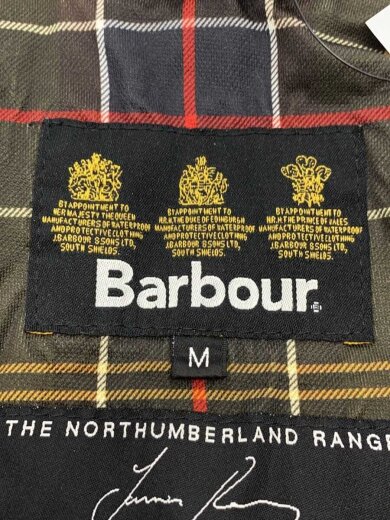 BY APPOINTMENT TO
HER MAJESTY THE QUEEN
MANUFACTURERS OF WATERPROOF
AND PROTECTIVE CLOTHING
J.BARBOUR & SONS LTD,
SOUTH SHIELDS.
BY APPOINTMENT TO
H.R.H. THE DUKE OF EDINBURGH
MANUFACTURERS OF WATERPROOF
AND PROTECTIVE CLOTHING
J.BARBOUR & SONS LTD,
SOUTH SHIELDS.
BY APPOINTMENT TO
H.R.H THE PRINCE OF WALES
MANUFACTURERS OF WATERPROOF
AND PROTECTIVE CLOTHING
J.BARBOUR & SONS LTD,
SOUTH SHIELDS.
Barbour
M
THE NORTHUMBERLAND RANGE